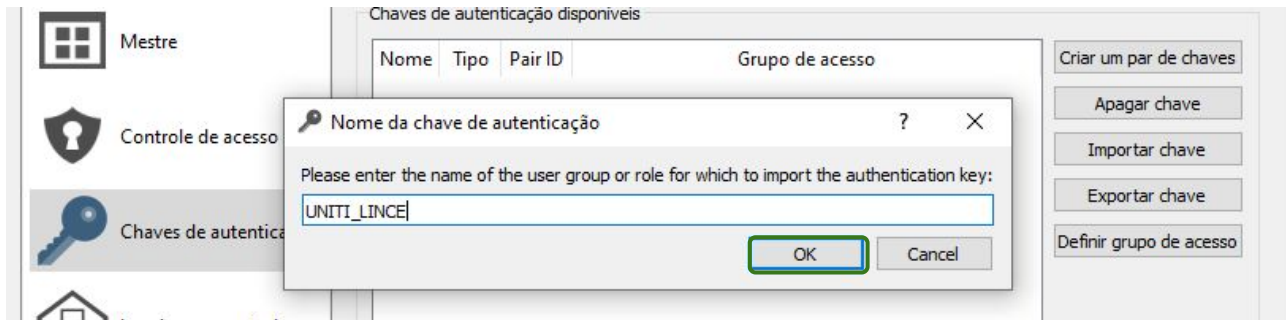 Chaves de autenticação disponíveis
Mestre
Nome Tipo Pair ID Grupo de acesso
Criar um par de chaves
Apagar chave
Controle de acesso
Nome da chave de autenticação
Importar chave
Please enter the name of the user group or role for which to import the authentication key:
UNITI_LINCE
Exportar chave
Chaves de autentica
OK Cancel
Definir grupo de acesso